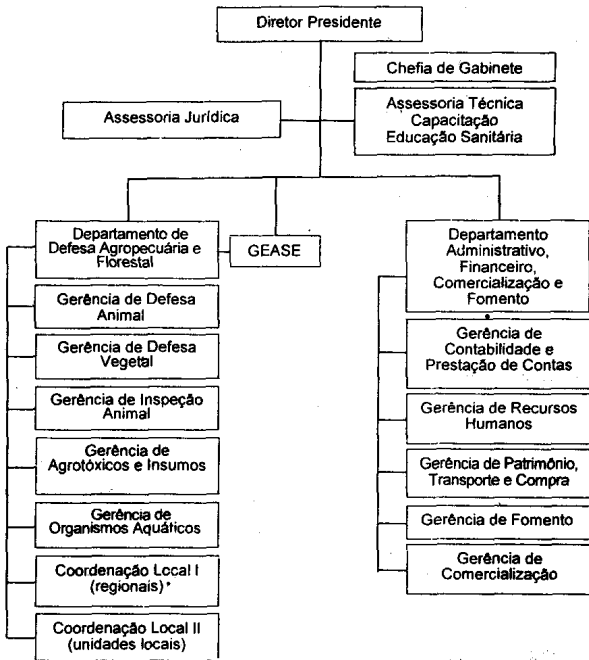 Diretor Presidente
Chefia de Gabinete
Assessoria Jurídica
Assessoria Técnica
Capacitação
Educação Sanitária
Departamento de
Defesa Agropecuária e
Florestal
GEASE
Gerência de Defesa
Animal
Gerência de Defesa
Vegetal
Gerência de Inspeção
Animal
Gerência de
Agrotóxicos e Insumos
Gerência de
Organismos Aquáticos
Coordenação Local I
(regionais)*
Coordenação Local II
(unidades locais)
Departamento
Administrativo,
Financeiro,
Comercialização e
Fomento
Gerência de
Contabilidade e
Prestação de Contas
Gerência de Recursos
Humanos
Gerência de Patrimônio,
Transporte e Compra
Gerência de Fomento
Gerência de
Comercialização